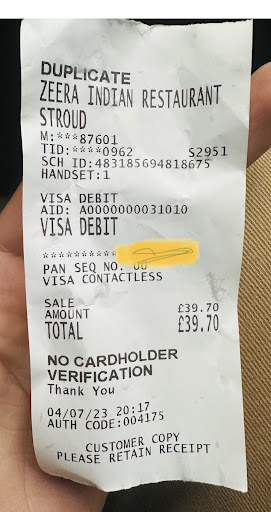 DUPLICATE
ZEERA INDIAN RESTAURANT
STROUD
M:***87601
TID:****0962 S2951
SCH ID:483185694818675
HANDSET:1
VISA DEBIT
AID: A0000000031010
VISA DEBIT
************
PAN SEQ NO. 00
VISA CONTACTLESS
SALE
AMOUNT £39.70
TOTAL £39.70
NO CARDHOLDER
VERIFICATION
Thank You
04/07/23 20:17
AUTH CODE:004175
CUSTOMER COPY
PLEASE RETAIN RECEIPT